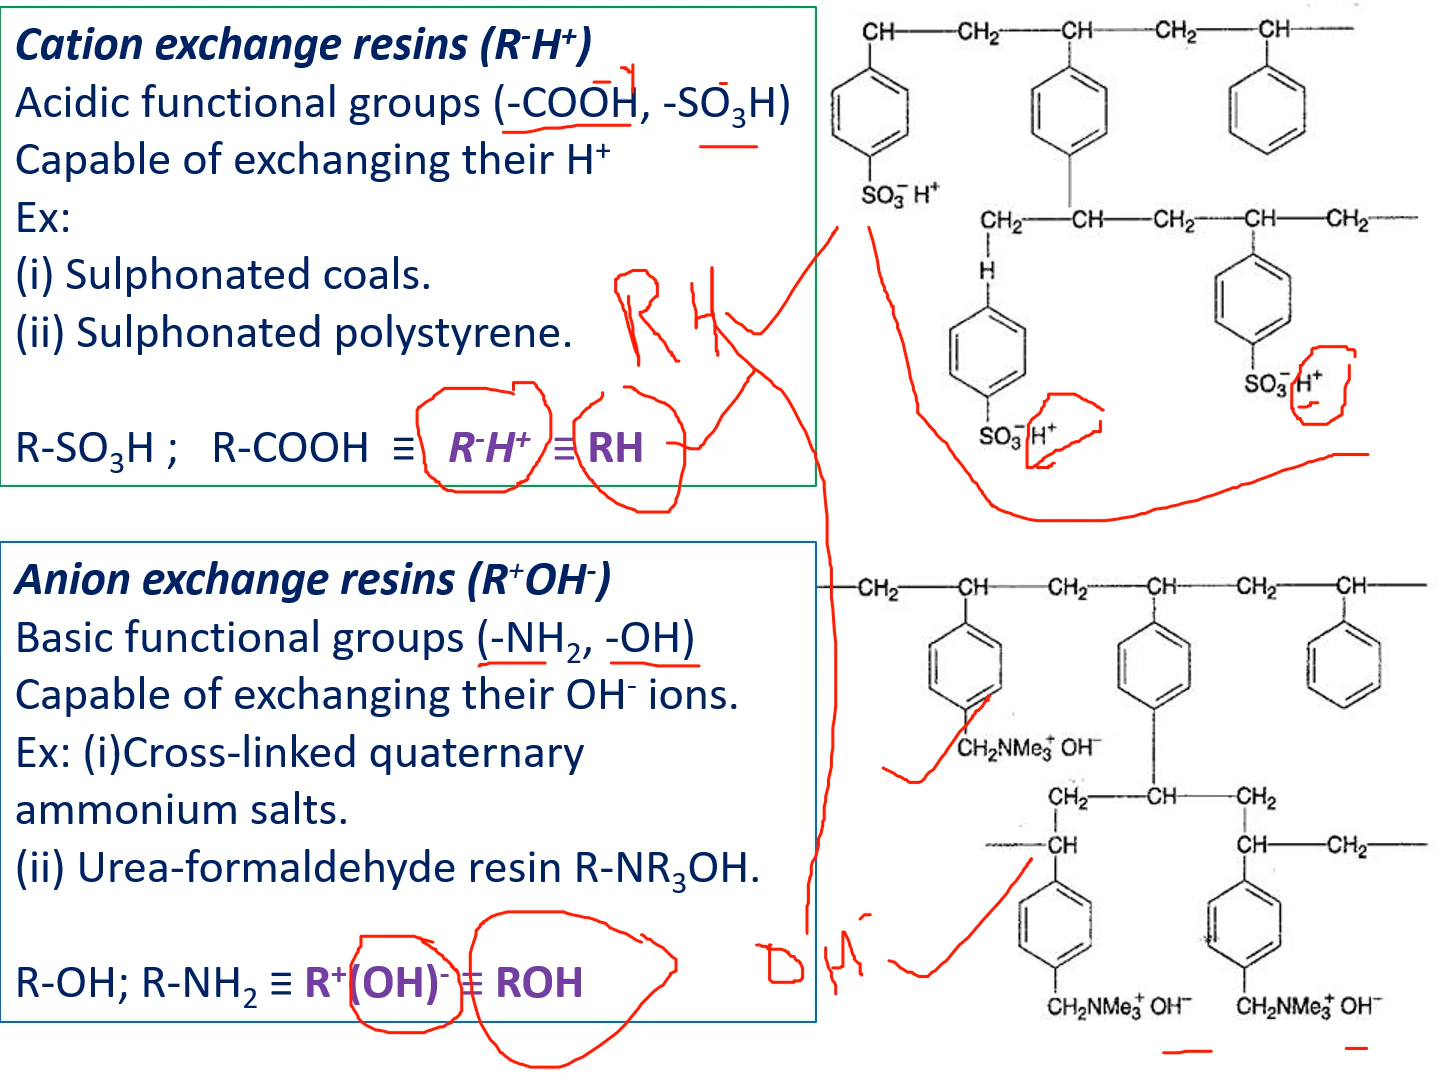 Cation exchange resins (R⁻H⁺)
Acidic functional groups (-COOH, -SO₃H)
Capable of exchanging their H⁺
Ex:
(i) Sulphonated coals.
(ii) Sulphonated polystyrene.
RH
R-SO₃H ; R-COOH ≡ R⁻H⁺ ≡ RH
CH CH₂ CH CH₂ CH
SO₃⁻ H⁺
CH₂ CH CH₂ CH CH₂
H
SO₃⁻ H⁺
SO₃⁻ H⁺
Anion exchange resins (R⁺OH⁻)
Basic functional groups (-NH₂, -OH)
Capable of exchanging their OH⁻ ions.
Ex: (i)Cross-linked quaternary
ammonium salts.
(ii) Urea-formaldehyde resin R-NR₃OH.
OH⁻
R-OH; R-NH₂ ≡ R⁺(OH)⁻ ≡ ROH
CH₂ CH CH₂ CH CH₂ CH
CH₂NMe₃⁺ OH⁻
CH₂ CH CH₂
CH CH CH₂
CH₂NMe₃⁺ OH⁻ CH₂NMe₃⁺ OH⁻